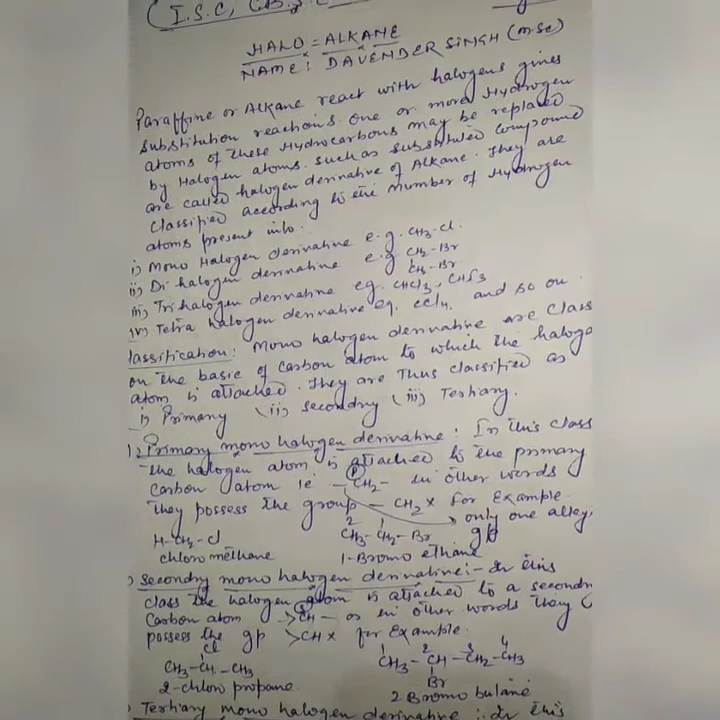 (I.S.C,
HALO = ALKANE
NAME: DAVENDER SINGH (M.Sc)
Paraffine or Alkane react with halogens gines
substitution reactions. one or more Hydrogen
atoms of these Hydrocarbons may be replaced
by Halogen atoms. such as substituted compound
are called halogen derivative of Alkane. They are
classified according to the number of Hydrogen
atoms present into.
i) Mono Halogen derivative e.g. CH3-Cl.
ii) Di halogen derivative e.g CH2-Br
CH2-Br
iii) Tri halogen derivative eg. CHCl3, CHI3
iv) Tetra halogen derivative eg. CCl4. and so on.
lassification: Mono halogen derivative are class
on the basic of carbon atom to which the haloge
atom is attached. They are Thus classified as
i) Primary (ii) secondry (iii) Tertiary.
1) Primary mono halogen derivative: In this class
the halogen atom is attached to the primary
carbon atom ie -CH2- in other words
They possess the group - CH2X for Example
only one alley
gp
2 1
H-CH2-Cl CH3-CH2-Br
chloro methane 1-Bromo ethane
) secondry mono halogen derivative:- In this
class the halogen atom is attached to a secondr
carbon atom >CH- or in other words they
possess the gp >CHX for Example.
Cl
1 2 3 4
CH3-CH-CH3 CH3-CH-CH2-CH3
Br
2-chloro propane 2 Bromo butane
) Tertiary mono halogen derivative :- In this